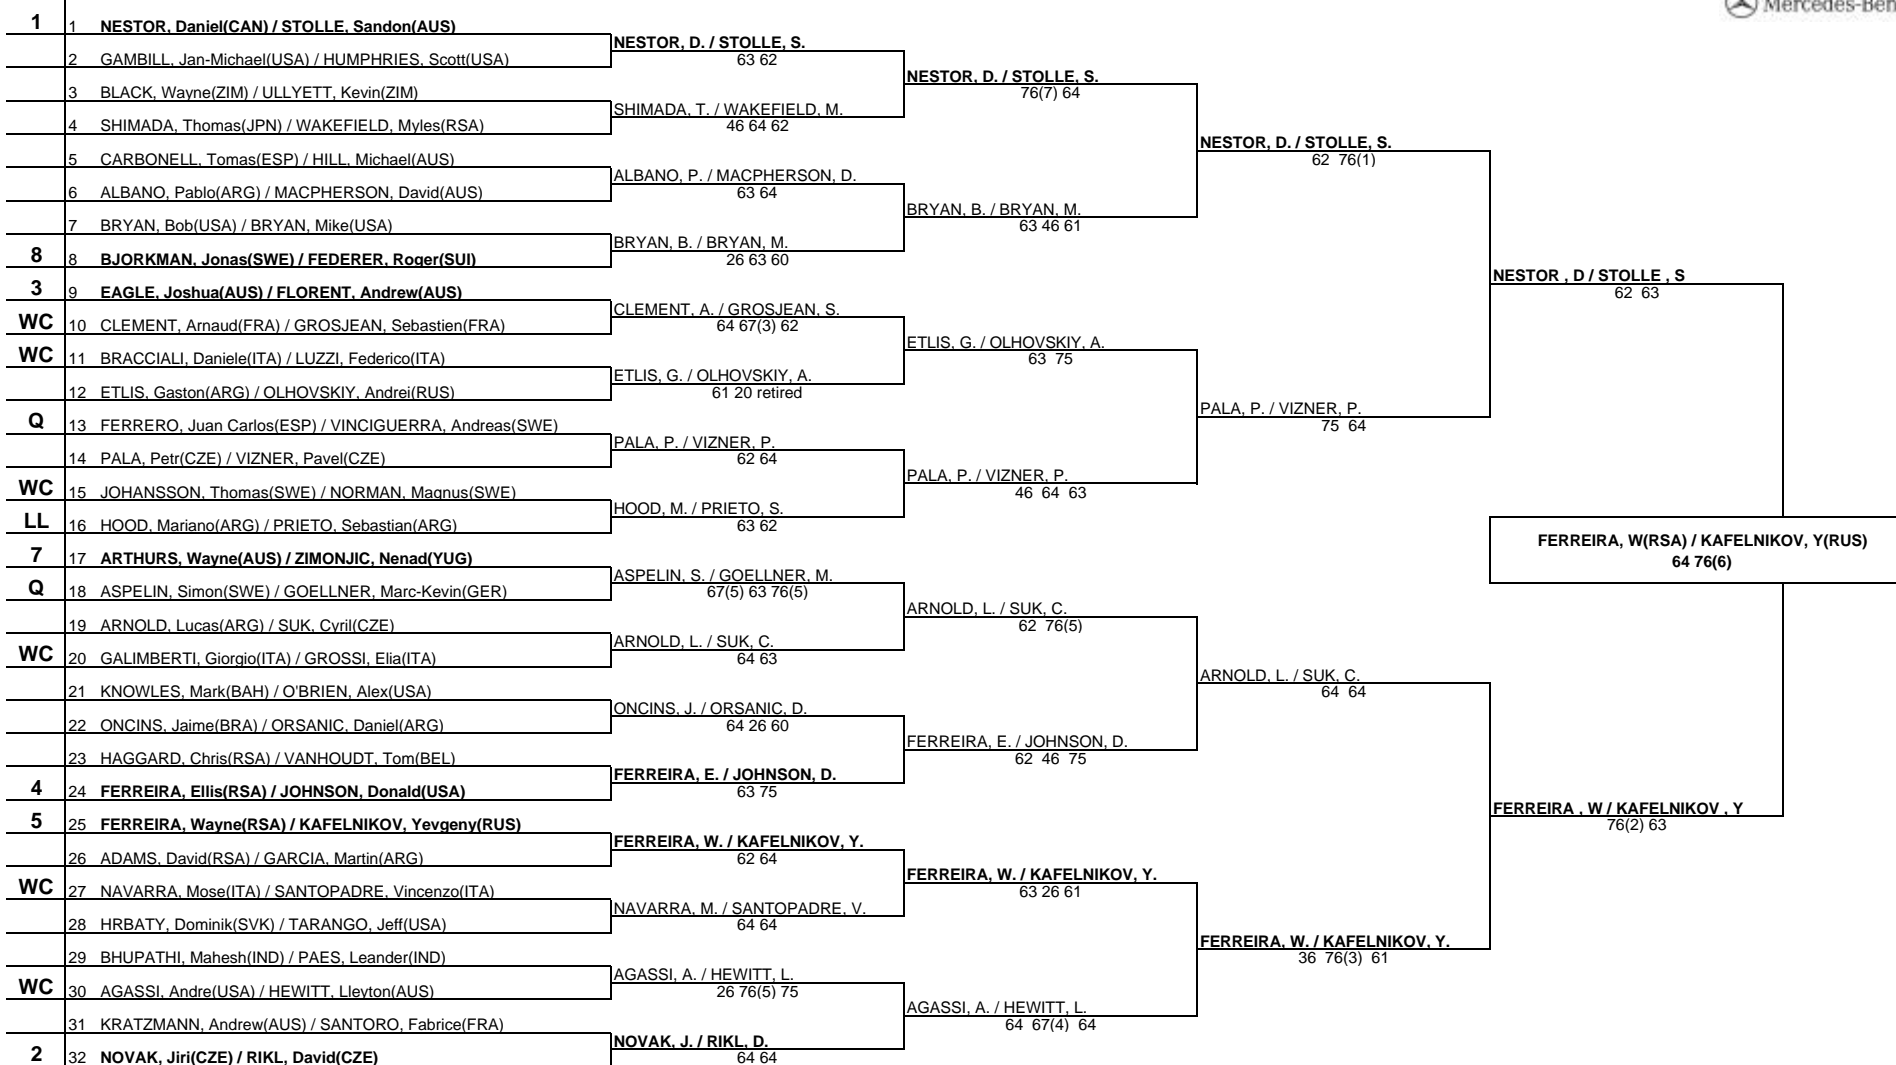 Mercedes-Ben
1 1 NESTOR, Daniel(CAN) / STOLLE, Sandon(AUS)
NESTOR, D. / STOLLE, S.
2 GAMBILL, Jan-Michael(USA) / HUMPHRIES, Scott(USA)
63 62
NESTOR, D. / STOLLE, S.
3 BLACK, Wayne(ZIM) / ULLYETT, Kevin(ZIM)
76(7) 64
SHIMADA, T. / WAKEFIELD, M.
4 SHIMADA, Thomas(JPN) / WAKEFIELD, Myles(RSA)
46 64 62
NESTOR, D. / STOLLE, S.
5 CARBONELL, Tomas(ESP) / HILL, Michael(AUS)
62 76(1)
ALBANO, P. / MACPHERSON, D.
6 ALBANO, Pablo(ARG) / MACPHERSON, David(AUS)
63 64
BRYAN, B. / BRYAN, M.
7 BRYAN, Bob(USA) / BRYAN, Mike(USA)
63 46 61
BRYAN, B. / BRYAN, M.
8 8 BJORKMAN, Jonas(SWE) / FEDERER, Roger(SUI)
26 63 60
NESTOR , D / STOLLE , S
3 9 EAGLE, Joshua(AUS) / FLORENT, Andrew(AUS)
62 63
CLEMENT, A. / GROSJEAN, S.
WC 10 CLEMENT, Arnaud(FRA) / GROSJEAN, Sebastien(FRA)
64 67(3) 62
ETLIS, G. / OLHOVSKIY, A.
WC 11 BRACCIALI, Daniele(ITA) / LUZZI, Federico(ITA)
63 75
ETLIS, G. / OLHOVSKIY, A.
12 ETLIS, Gaston(ARG) / OLHOVSKIY, Andrei(RUS)
61 20 retired
PALA, P. / VIZNER, P.
Q 13 FERRERO, Juan Carlos(ESP) / VINCIGUERRA, Andreas(SWE)
75 64
PALA, P. / VIZNER, P.
14 PALA, Petr(CZE) / VIZNER, Pavel(CZE)
62 64
PALA, P. / VIZNER, P.
WC 15 JOHANSSON, Thomas(SWE) / NORMAN, Magnus(SWE)
46 64 63
HOOD, M. / PRIETO, S.
LL 16 HOOD, Mariano(ARG) / PRIETO, Sebastian(ARG)
63 62
FERREIRA, W(RSA) / KAFELNIKOV, Y(RUS)
64 76(6)
7 17 ARTHURS, Wayne(AUS) / ZIMONJIC, Nenad(YUG)
ASPELIN, S. / GOELLNER, M.
Q 18 ASPELIN, Simon(SWE) / GOELLNER, Marc-Kevin(GER)
67(5) 63 76(5)
ARNOLD, L. / SUK, C.
19 ARNOLD, Lucas(ARG) / SUK, Cyril(CZE)
62 76(5)
ARNOLD, L. / SUK, C.
WC 20 GALIMBERTI, Giorgio(ITA) / GROSSI, Elia(ITA)
64 63
ARNOLD, L. / SUK, C.
21 KNOWLES, Mark(BAH) / O'BRIEN, Alex(USA)
64 64
ONCINS, J. / ORSANIC, D.
22 ONCINS, Jaime(BRA) / ORSANIC, Daniel(ARG)
64 26 60
FERREIRA, E. / JOHNSON, D.
23 HAGGARD, Chris(RSA) / VANHOUDT, Tom(BEL)
62 46 75
FERREIRA, E. / JOHNSON, D.
4 24 FERREIRA, Ellis(RSA) / JOHNSON, Donald(USA)
63 75
FERREIRA , W / KAFELNIKOV , Y
5 25 FERREIRA, Wayne(RSA) / KAFELNIKOV, Yevgeny(RUS)
76(2) 63
FERREIRA, W. / KAFELNIKOV, Y.
26 ADAMS, David(RSA) / GARCIA, Martin(ARG)
62 64
FERREIRA, W. / KAFELNIKOV, Y.
WC 27 NAVARRA, Mose(ITA) / SANTOPADRE, Vincenzo(ITA)
63 26 61
NAVARRA, M. / SANTOPADRE, V.
28 HRBATY, Dominik(SVK) / TARANGO, Jeff(USA)
64 64
FERREIRA, W. / KAFELNIKOV, Y.
29 BHUPATHI, Mahesh(IND) / PAES, Leander(IND)
36 76(3) 61
AGASSI, A. / HEWITT, L.
WC 30 AGASSI, Andre(USA) / HEWITT, Lleyton(AUS)
26 76(5) 75
AGASSI, A. / HEWITT, L.
31 KRATZMANN, Andrew(AUS) / SANTORO, Fabrice(FRA)
64 67(4) 64
NOVAK, J. / RIKL, D.
2 32 NOVAK, Jiri(CZE) / RIKL, David(CZE)
64 64